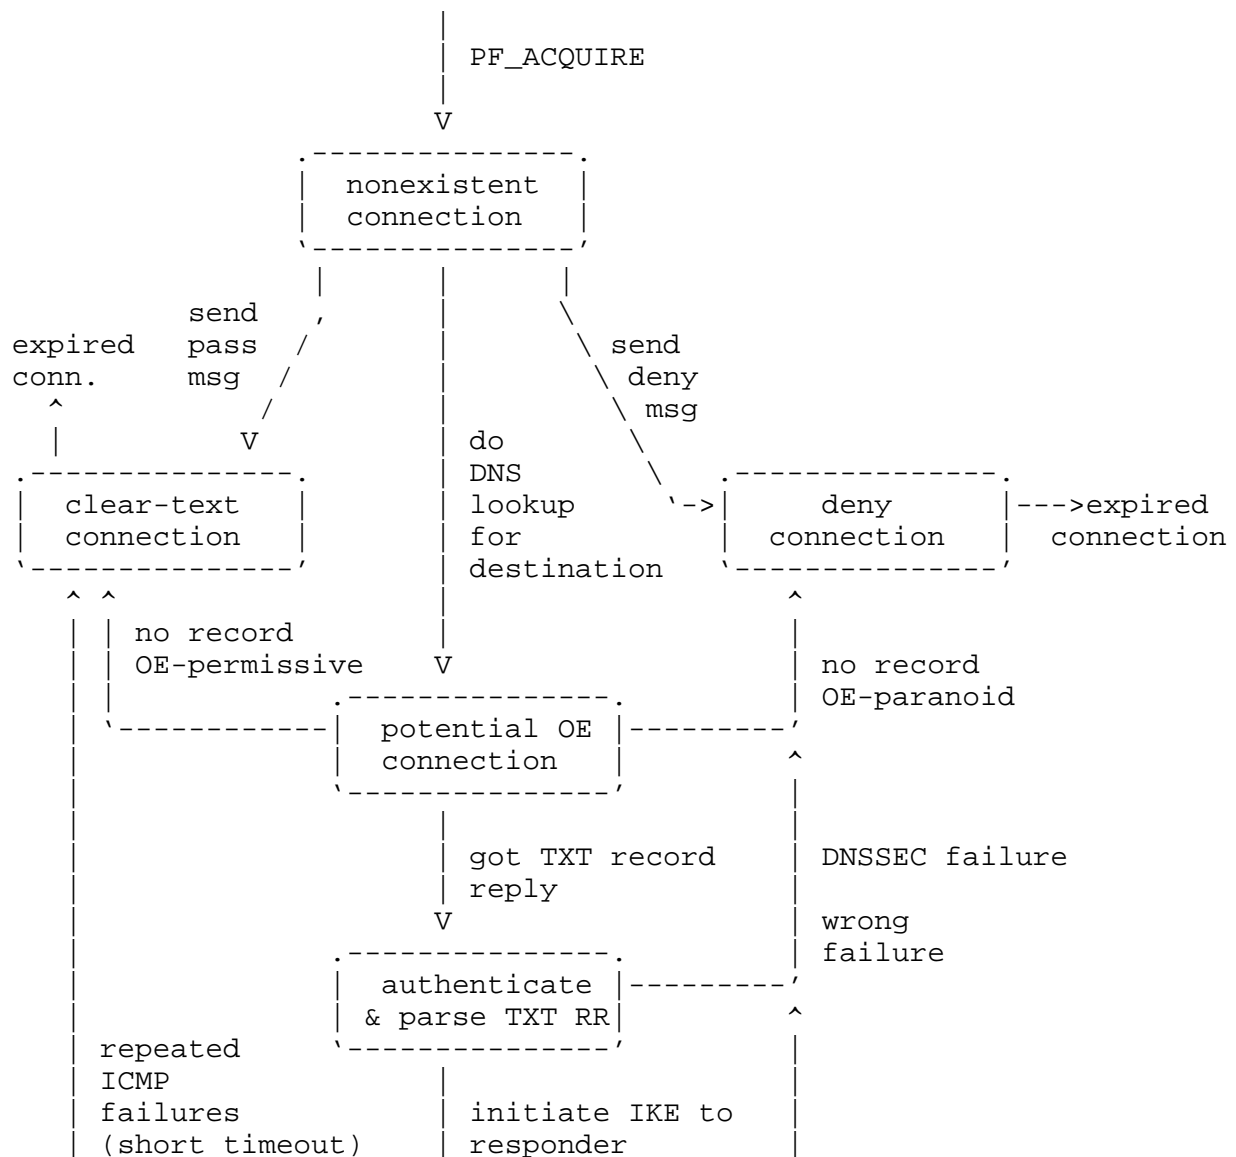 PF_ACQUIRE
V
nonexistent
connection
send
expired pass send
conn. msg deny
^ msg
V do
DNS
clear-text lookup deny expired
connection for connection connection
destination
^ ^ ^
no record
OE-permissive V no record
OE-paranoid
potential OE
connection ^
got TXT record DNSSEC failure
reply
V wrong
failure
authenticate
& parse TXT RR ^
repeated
ICMP
failures initiate IKE to
(short timeout) responder